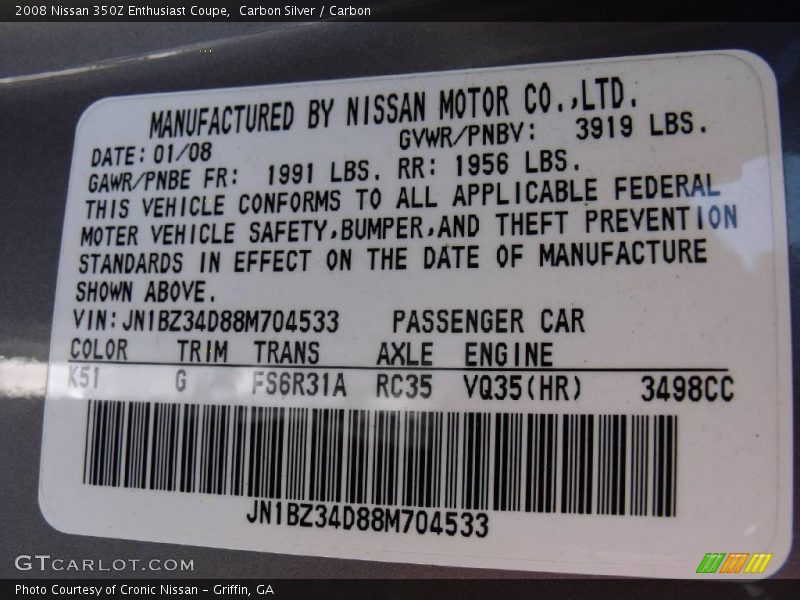 2008 Nissan 350Z Enthusiast Coupe,  Carbon Silver / Carbon
MANUFACTURED BY NISSAN MOTOR CO.,LTD.
DATE: 01/08 GVWR/PNBV: 3919 LBS.
GAWR/PNBE FR: 1991 LBS. RR: 1956 LBS.
THIS VEHICLE CONFORMS TO ALL APPLICABLE FEDERAL
MOTER VEHICLE SAFETY,BUMPER,AND THEFT PREVENTION
STANDARDS IN EFFECT ON THE DATE OF MANUFACTURE
SHOWN ABOVE.
VIN:JN1BZ34D88M704533 PASSENGER CAR
COLOR TRIM TRANS AXLE ENGINE
K51 G FS6R31A RC35 VQ35(HR) 3498CC
JN1BZ34D88M704533
GTCARLOT.COM
Photo Courtesy of Cronic Nissan – Griffin, GA